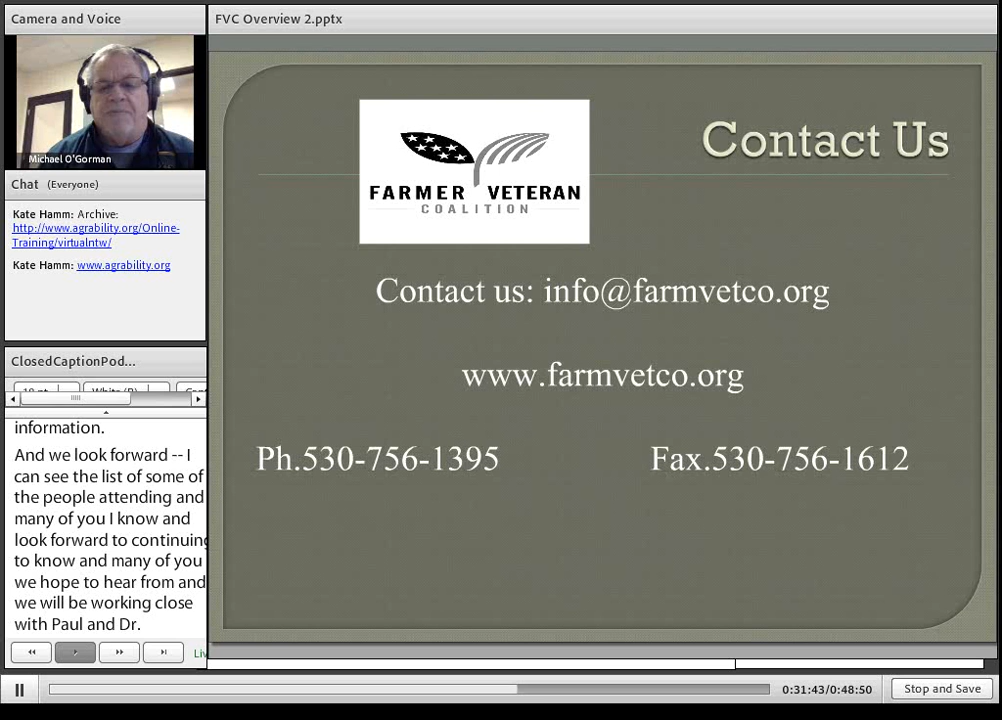 Camera and Voice
Michael O'Gorman
Chat (Everyone)
Kate Hamm: Archive:
http://www.agrability.org/Online-
Training/virtualntw/
Kate Hamm: www.agrability.org
ClosedCaptionPod...
information.
And we look forward -- I
can see the list of some of
the people attending and
many of you I know and
look forward to continuing
to know and many of you
we hope to hear from and
we will be working close
with Paul and Dr.
FVC Overview 2.pptx
FARMER VETERAN
COALITION
Contact Us
Contact us: info@farmvetco.org
www.farmvetco.org
Ph.530-756-1395 Fax.530-756-1612
0:31:43/0:48:50
Stop and Save